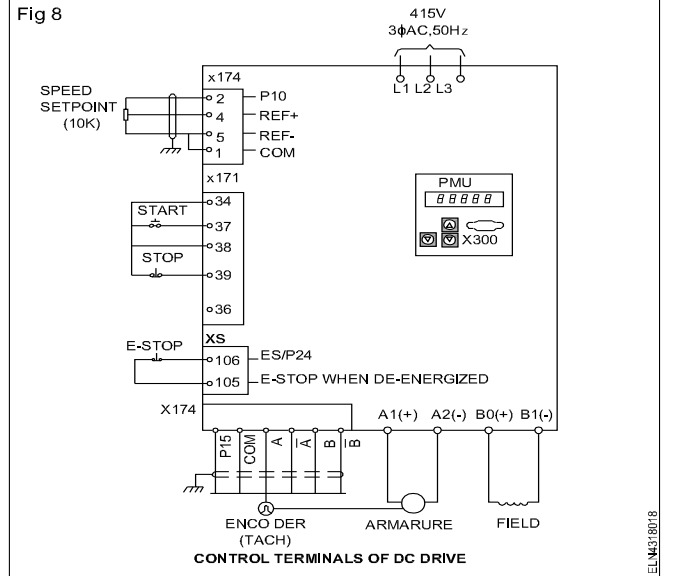 Fig 8
415V
3ϕAC,50Hz
L1 L2 L3
x174
SPEED
SETPOINT
(10K)
2 P10
4 REF+
5 REF-
1 COM
x171
34
START
37
38
STOP
39
36
PMU
88888
X300
XS
E-STOP
106 ES/P24
105 E-STOP WHEN DE-ENERGIZED
X174
A1(+) A2(-) B0(+) B1(-)
P15
COM
A
A̅
B
B̅
ENCO DER
(TACH)
ARMARURE
FIELD
CONTROL TERMINALS OF DC DRIVE
ELN4318018